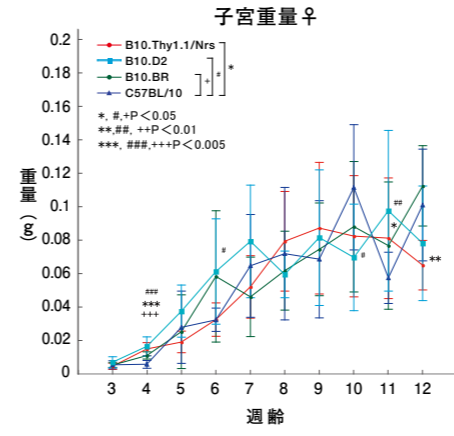 子宮重量♀
0.2
0.18
0.16
0.14
0.12
0.1
0.08
0.06
0.04
0.02
0
重量(g)
B10.Thy1.1/Nrs
B10.D2
B10.BR
C57BL/10
+
#
*
*, #,+P<0.05
**,##, ++P<0.01
***, ###,+++P<0.005
###
***
+++
#
#
##
*
**
3 4 5 6 7 8 9 10 11 12
週齢